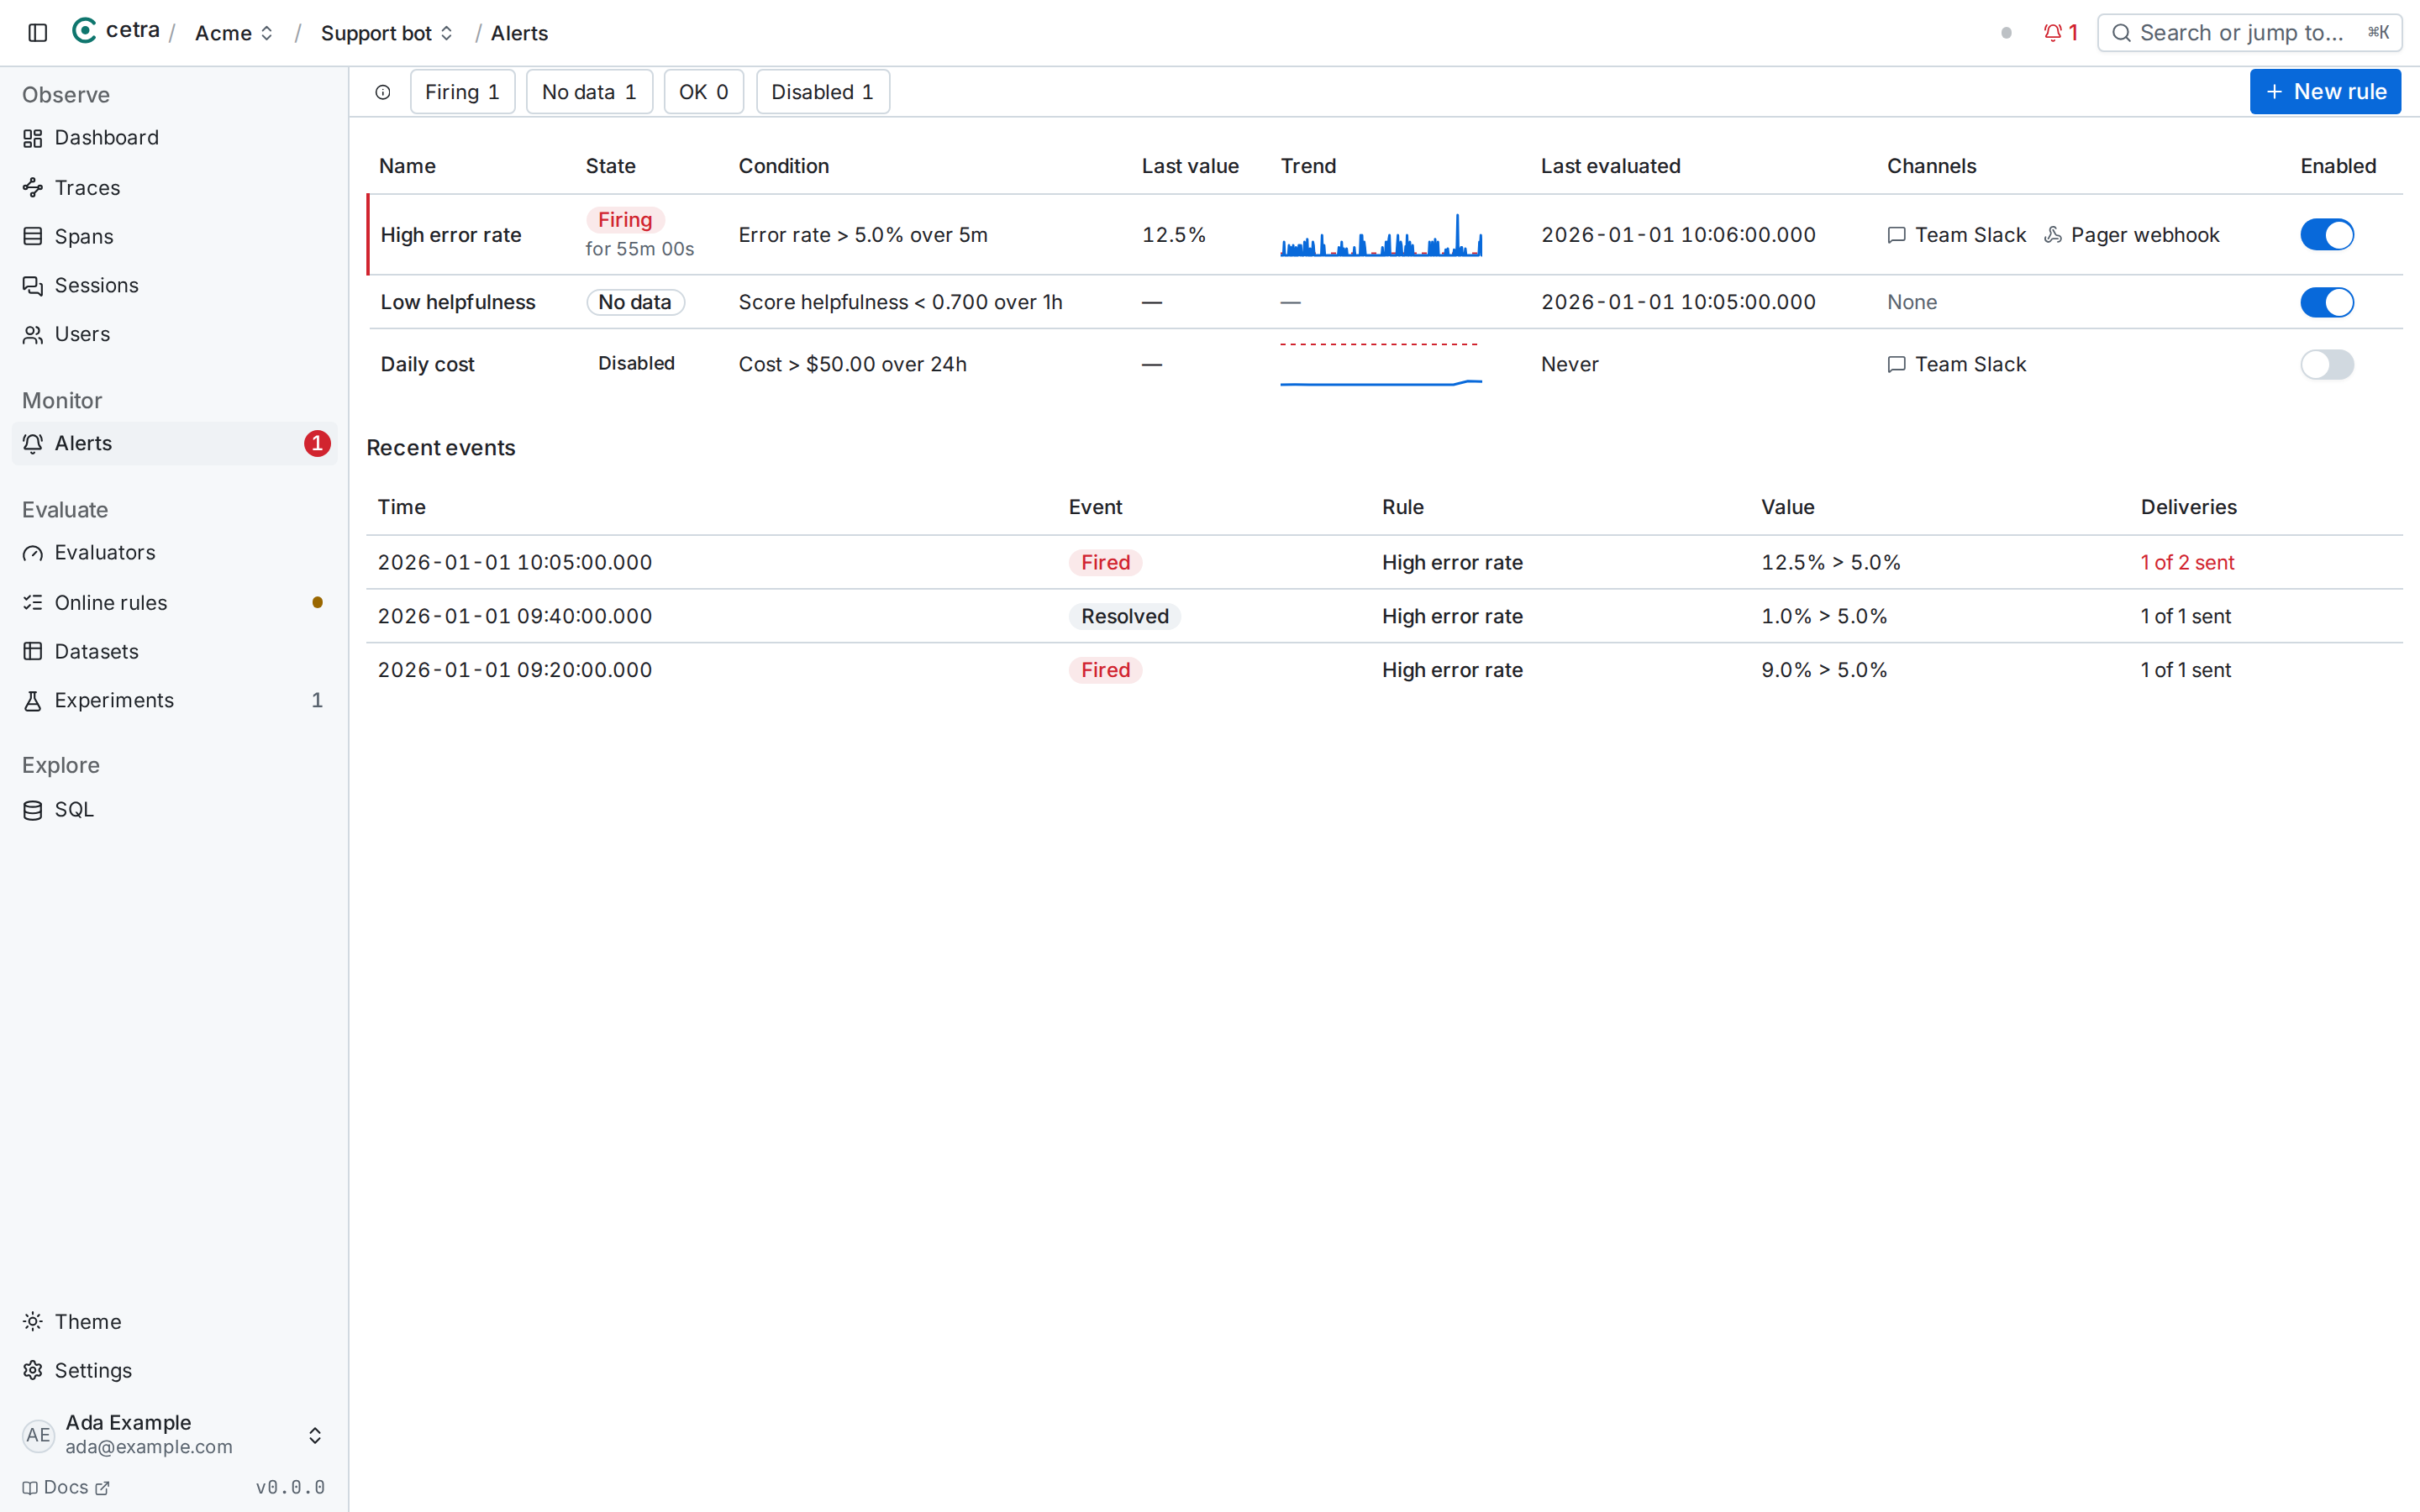 cetra / Acme / Support bot / Alerts
1
Search or jump to... ⌘K
Observe
Dashboard
Traces
Spans
Sessions
Users
Monitor
Alerts 1
Evaluate
Evaluators
Online rules
Datasets
Experiments 1
Explore
SQL
Theme
Settings
AE
Ada Example
ada@example.com
Docs v0.0.0
Firing 1 No data 1 OK 0 Disabled 1
+ New rule
Name State Condition Last value Trend Last evaluated Channels Enabled
High error rate Firing for 55m 00s Error rate > 5.0% over 5m 12.5% 2026-01-01 10:06:00.000 Team Slack Pager webhook
Low helpfulness No data Score helpfulness < 0.700 over 1h — — 2026-01-01 10:05:00.000 None
Daily cost Disabled Cost > $50.00 over 24h — Never Team Slack
Recent events
Time Event Rule Value Deliveries
2026-01-01 10:05:00.000 Fired High error rate 12.5% > 5.0% 1 of 2 sent
2026-01-01 09:40:00.000 Resolved High error rate 1.0% > 5.0% 1 of 1 sent
2026-01-01 09:20:00.000 Fired High error rate 9.0% > 5.0% 1 of 1 sent